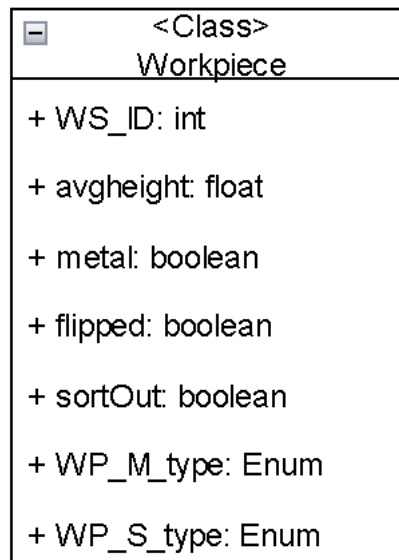 <Class>
Workpiece
+ WS_ID: int
+ avgheight: float
+ metal: boolean
+ flipped: boolean
+ sortOut: boolean
+ WP_M_type: Enum
+ WP_S_type: Enum